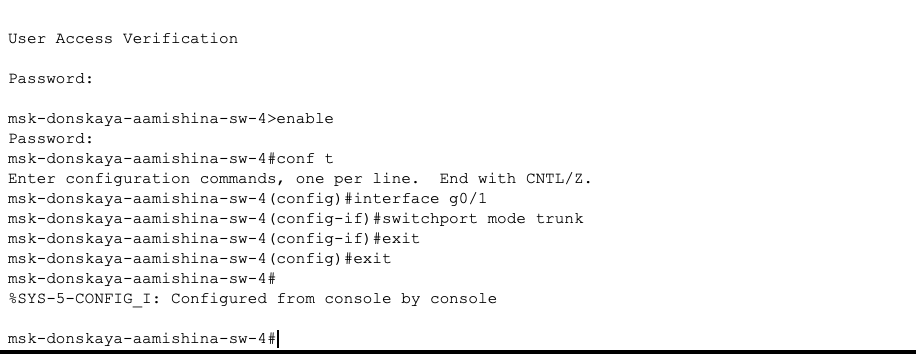 User Access Verification
Password:
msk-donskaya-aamishina-sw-4>enable
Password:
msk-donskaya-aamishina-sw-4#conf t
Enter configuration commands, one per line.  End with CNTL/Z.
msk-donskaya-aamishina-sw-4(config)#interface g0/1
msk-donskaya-aamishina-sw-4(config-if)#switchport mode trunk
msk-donskaya-aamishina-sw-4(config-if)#exit
msk-donskaya-aamishina-sw-4(config)#exit
msk-donskaya-aamishina-sw-4#
%SYS-5-CONFIG_I: Configured from console by console
msk-donskaya-aamishina-sw-4#